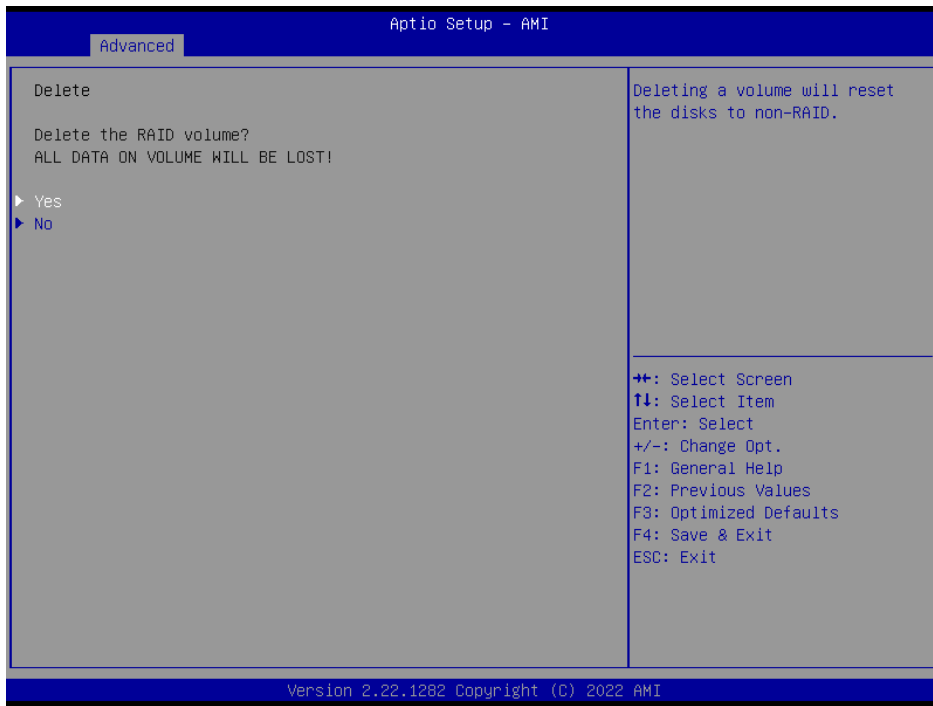 Aptio Setup – AMI
Advanced
Delete
Delete the RAID volume?
ALL DATA ON VOLUME WILL BE LOST!
Yes
No
Deleting a volume will reset
the disks to non-RAID.
→←: Select Screen
↑↓: Select Item
Enter: Select
+/-: Change Opt.
F1: General Help
F2: Previous Values
F3: Optimized Defaults
F4: Save & Exit
ESC: Exit
Version 2.22.1282 Copyright (C) 2022 AMI